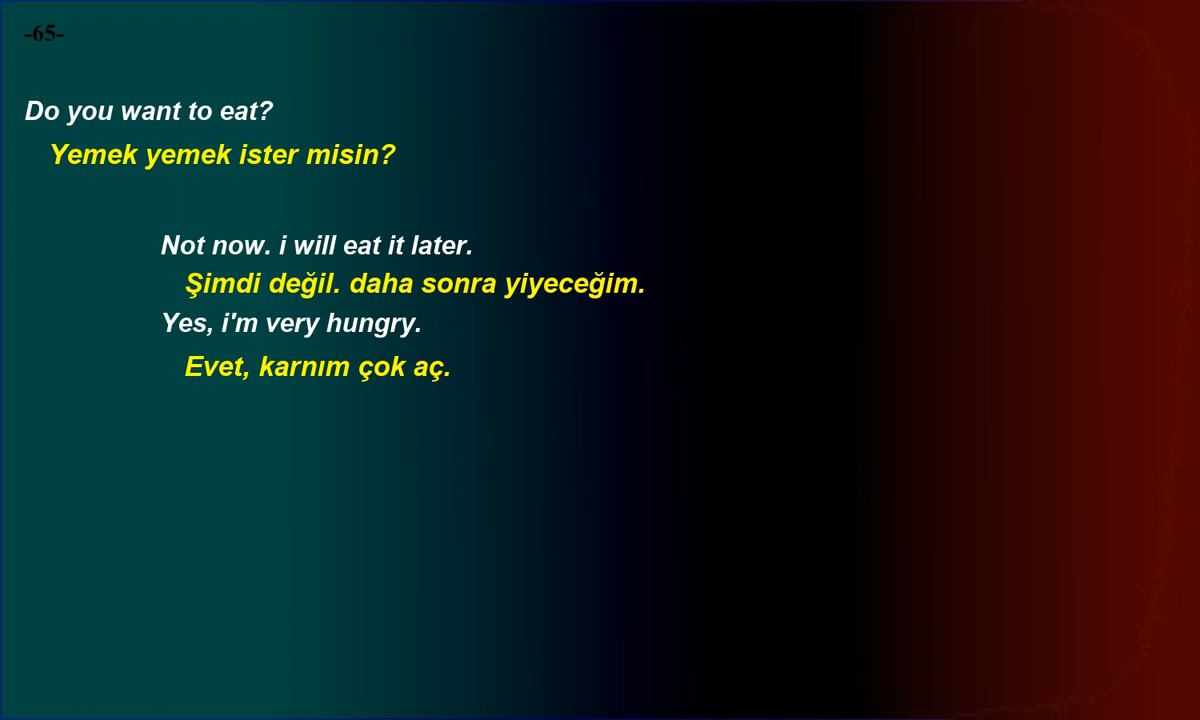 -65-
Do you want to eat?
Yemek yemek ister misin?
Not now. i will eat it later.
Şimdi değil. daha sonra yiyeceğim.
Yes, i'm very hungry.
Evet, karnım çok aç.